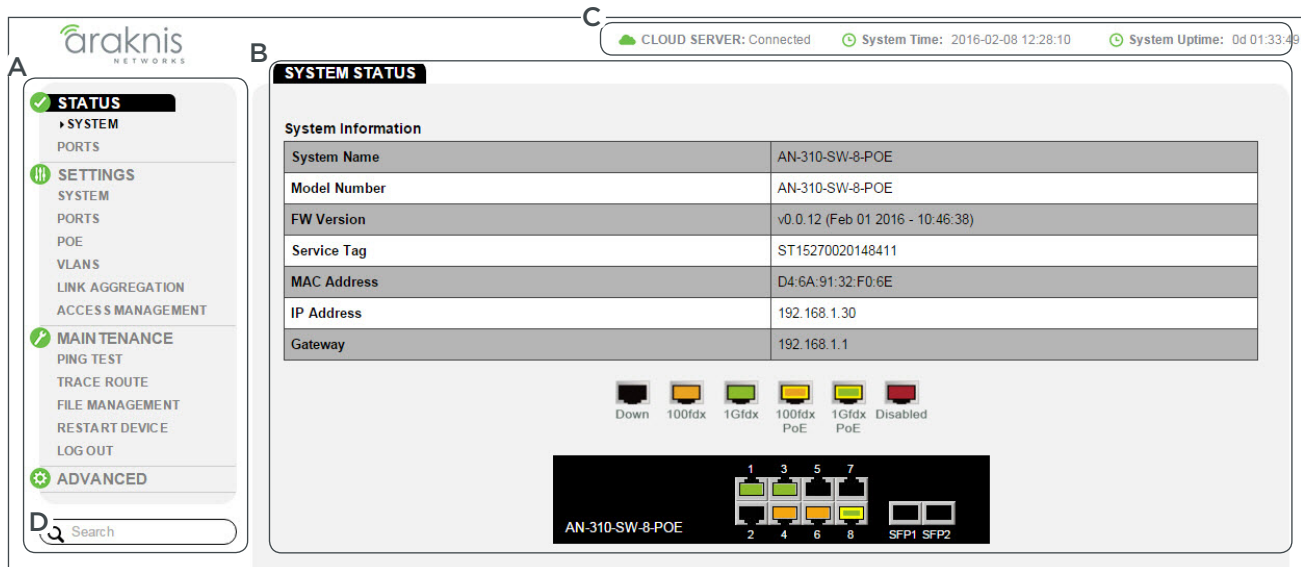 C
araknis
NETWORKS
CLOUD SERVER: Connected System Time: 2016-02-08 12:28:10 System Uptime: 0d 01:33:49
A
B
STATUS
SYSTEM
PORTS
SETTINGS
SYSTEM
PORTS
POE
VLANS
LINK AGGREGATION
ACCESS MANAGEMENT
MAINTENANCE
PING TEST
TRACE ROUTE
FILE MANAGEMENT
RESTART DEVICE
LOG OUT
ADVANCED
D
Search
SYSTEM STATUS
System Information
System Name AN-310-SW-8-POE
Model Number AN-310-SW-8-POE
FW Version v0.0.12 (Feb 01 2016 - 10:46:38)
Service Tag ST15270020148411
MAC Address D4:6A:91:32:F0:6E
IP Address 192.168.1.30
Gateway 192.168.1.1
Down 100fdx 1Gfdx 100fdx PoE 1Gfdx PoE Disabled
1 3 5 7
AN-310-SW-8-POE
2 4 6 8 SFP1 SFP2